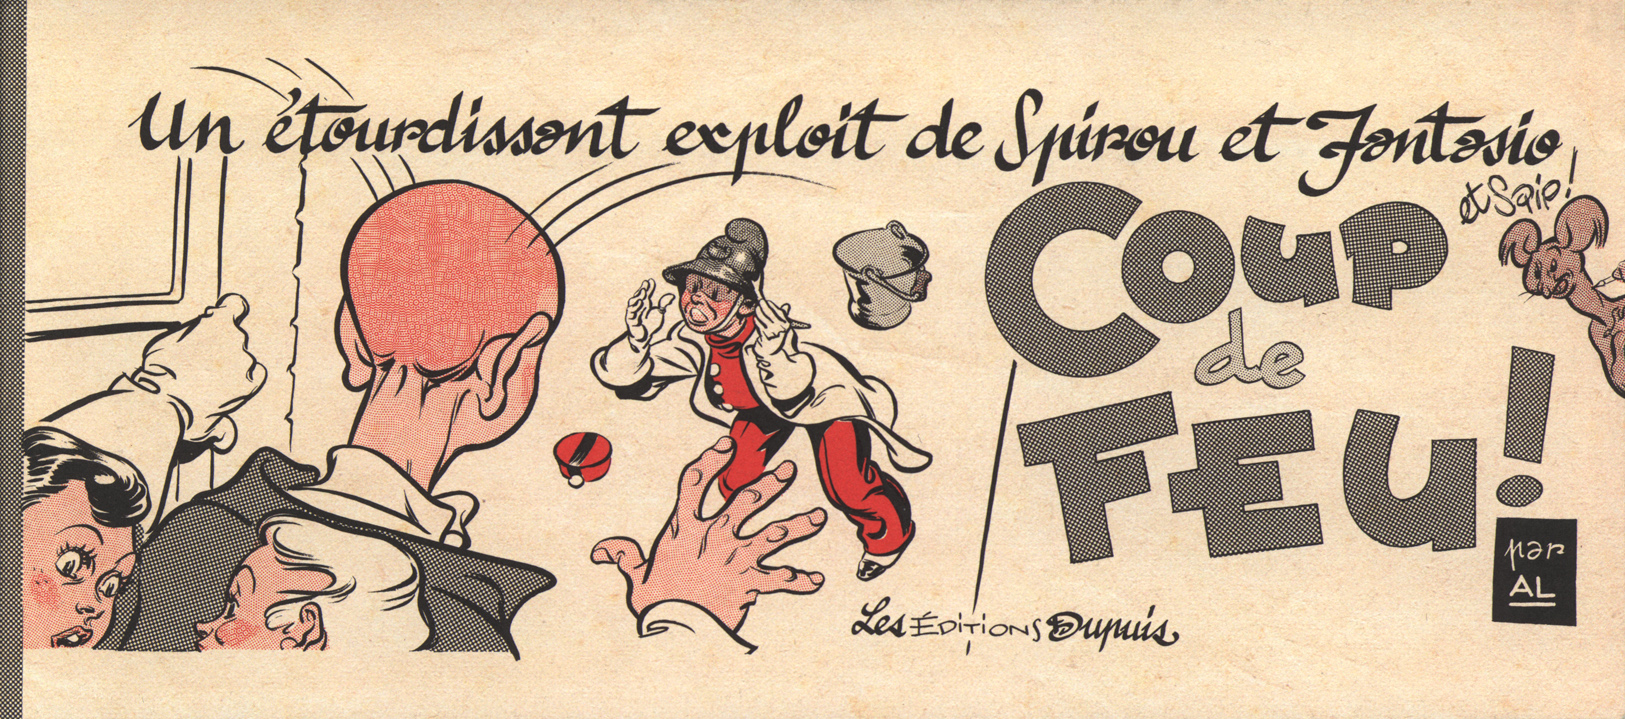 Un étourdissant exploit de Spirou et Fantasio
et Spip!
COUP
de
FEU!
par
AL
Les ÉDITIONS Dupuis